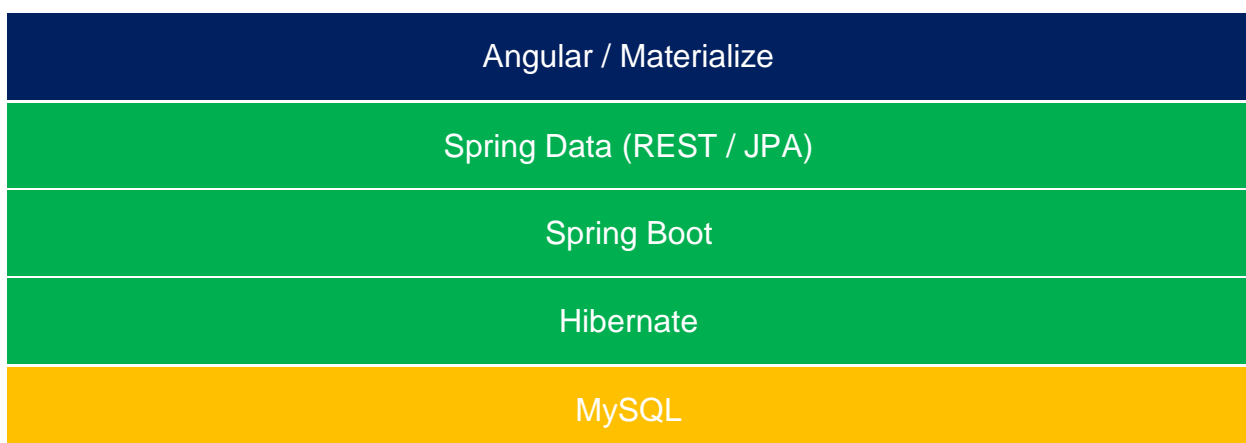 Angular / Materialize
Spring Data (REST / JPA)
Spring Boot
Hibernate
MySQL